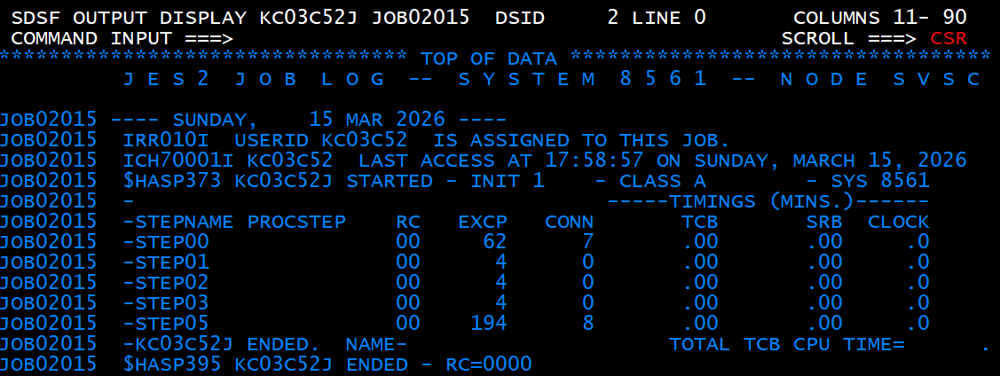 SDSF OUTPUT DISPLAY KC03C52J JOB02015  DSID     2 LINE 0       COLUMNS 11- 90
COMMAND INPUT ===>                                            SCROLL ===> CSR
********************************* TOP OF DATA **********************************
          J E S 2  J O B  L O G  --  S Y S T E M  8 5 6 1  --  N O D E  S V S C

JOB02015 ---- SUNDAY,    15 MAR 2026 ----
JOB02015  IRR010I  USERID KC03C52  IS ASSIGNED TO THIS JOB.
JOB02015  ICH70001I KC03C52  LAST ACCESS AT 17:58:57 ON SUNDAY, MARCH 15, 2026
JOB02015  $HASP373 KC03C52J STARTED - INIT 1    - CLASS A        - SYS 8561
JOB02015  -                                      -----TIMINGS (MINS.)------
JOB02015  -STEPNAME PROCSTEP    RC   EXCP   CONN       TCB       SRB  CLOCK
JOB02015  -STEP00               00     62      7       .00       .00     .0
JOB02015  -STEP01               00      4      0       .00       .00     .0
JOB02015  -STEP02               00      4      0       .00       .00     .0
JOB02015  -STEP03               00      4      0       .00       .00     .0
JOB02015  -STEP05               00    194      8       .00       .00     .0
JOB02015  -KC03C52J ENDED.  NAME-                     TOTAL TCB CPU TIME=      .
JOB02015  $HASP395 KC03C52J ENDED - RC=0000